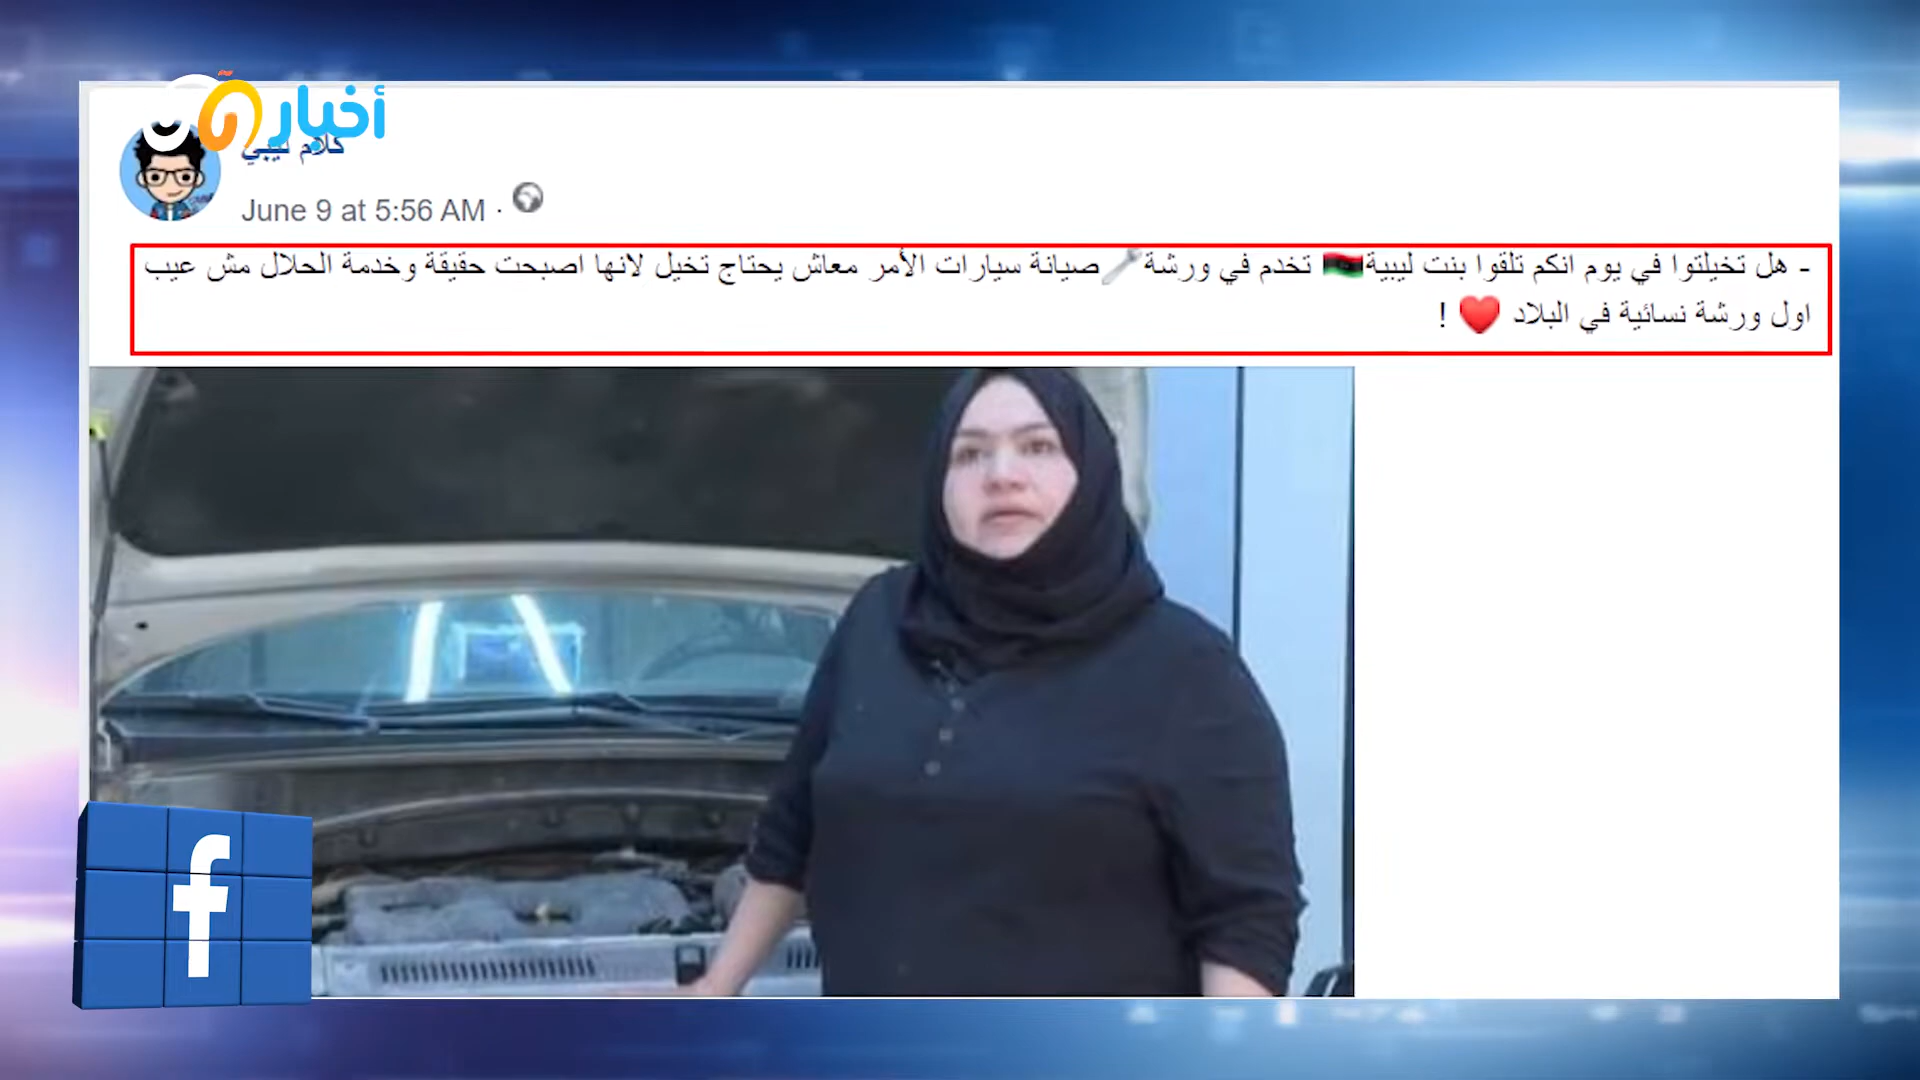 أخبار
كلام ليبي
June 9 at 5:56 AM ·
- هل تخيلتوا في يوم انكم تلقوا بنت ليبية🇱🇾 تخدم في ورشة🔧صيانة سيارات الأمر معاش يحتاج تخيل لانها اصبحت حقيقة وخدمة الحلال مش عيب
اول ورشة نسائية في البلاد ❤️ !
f